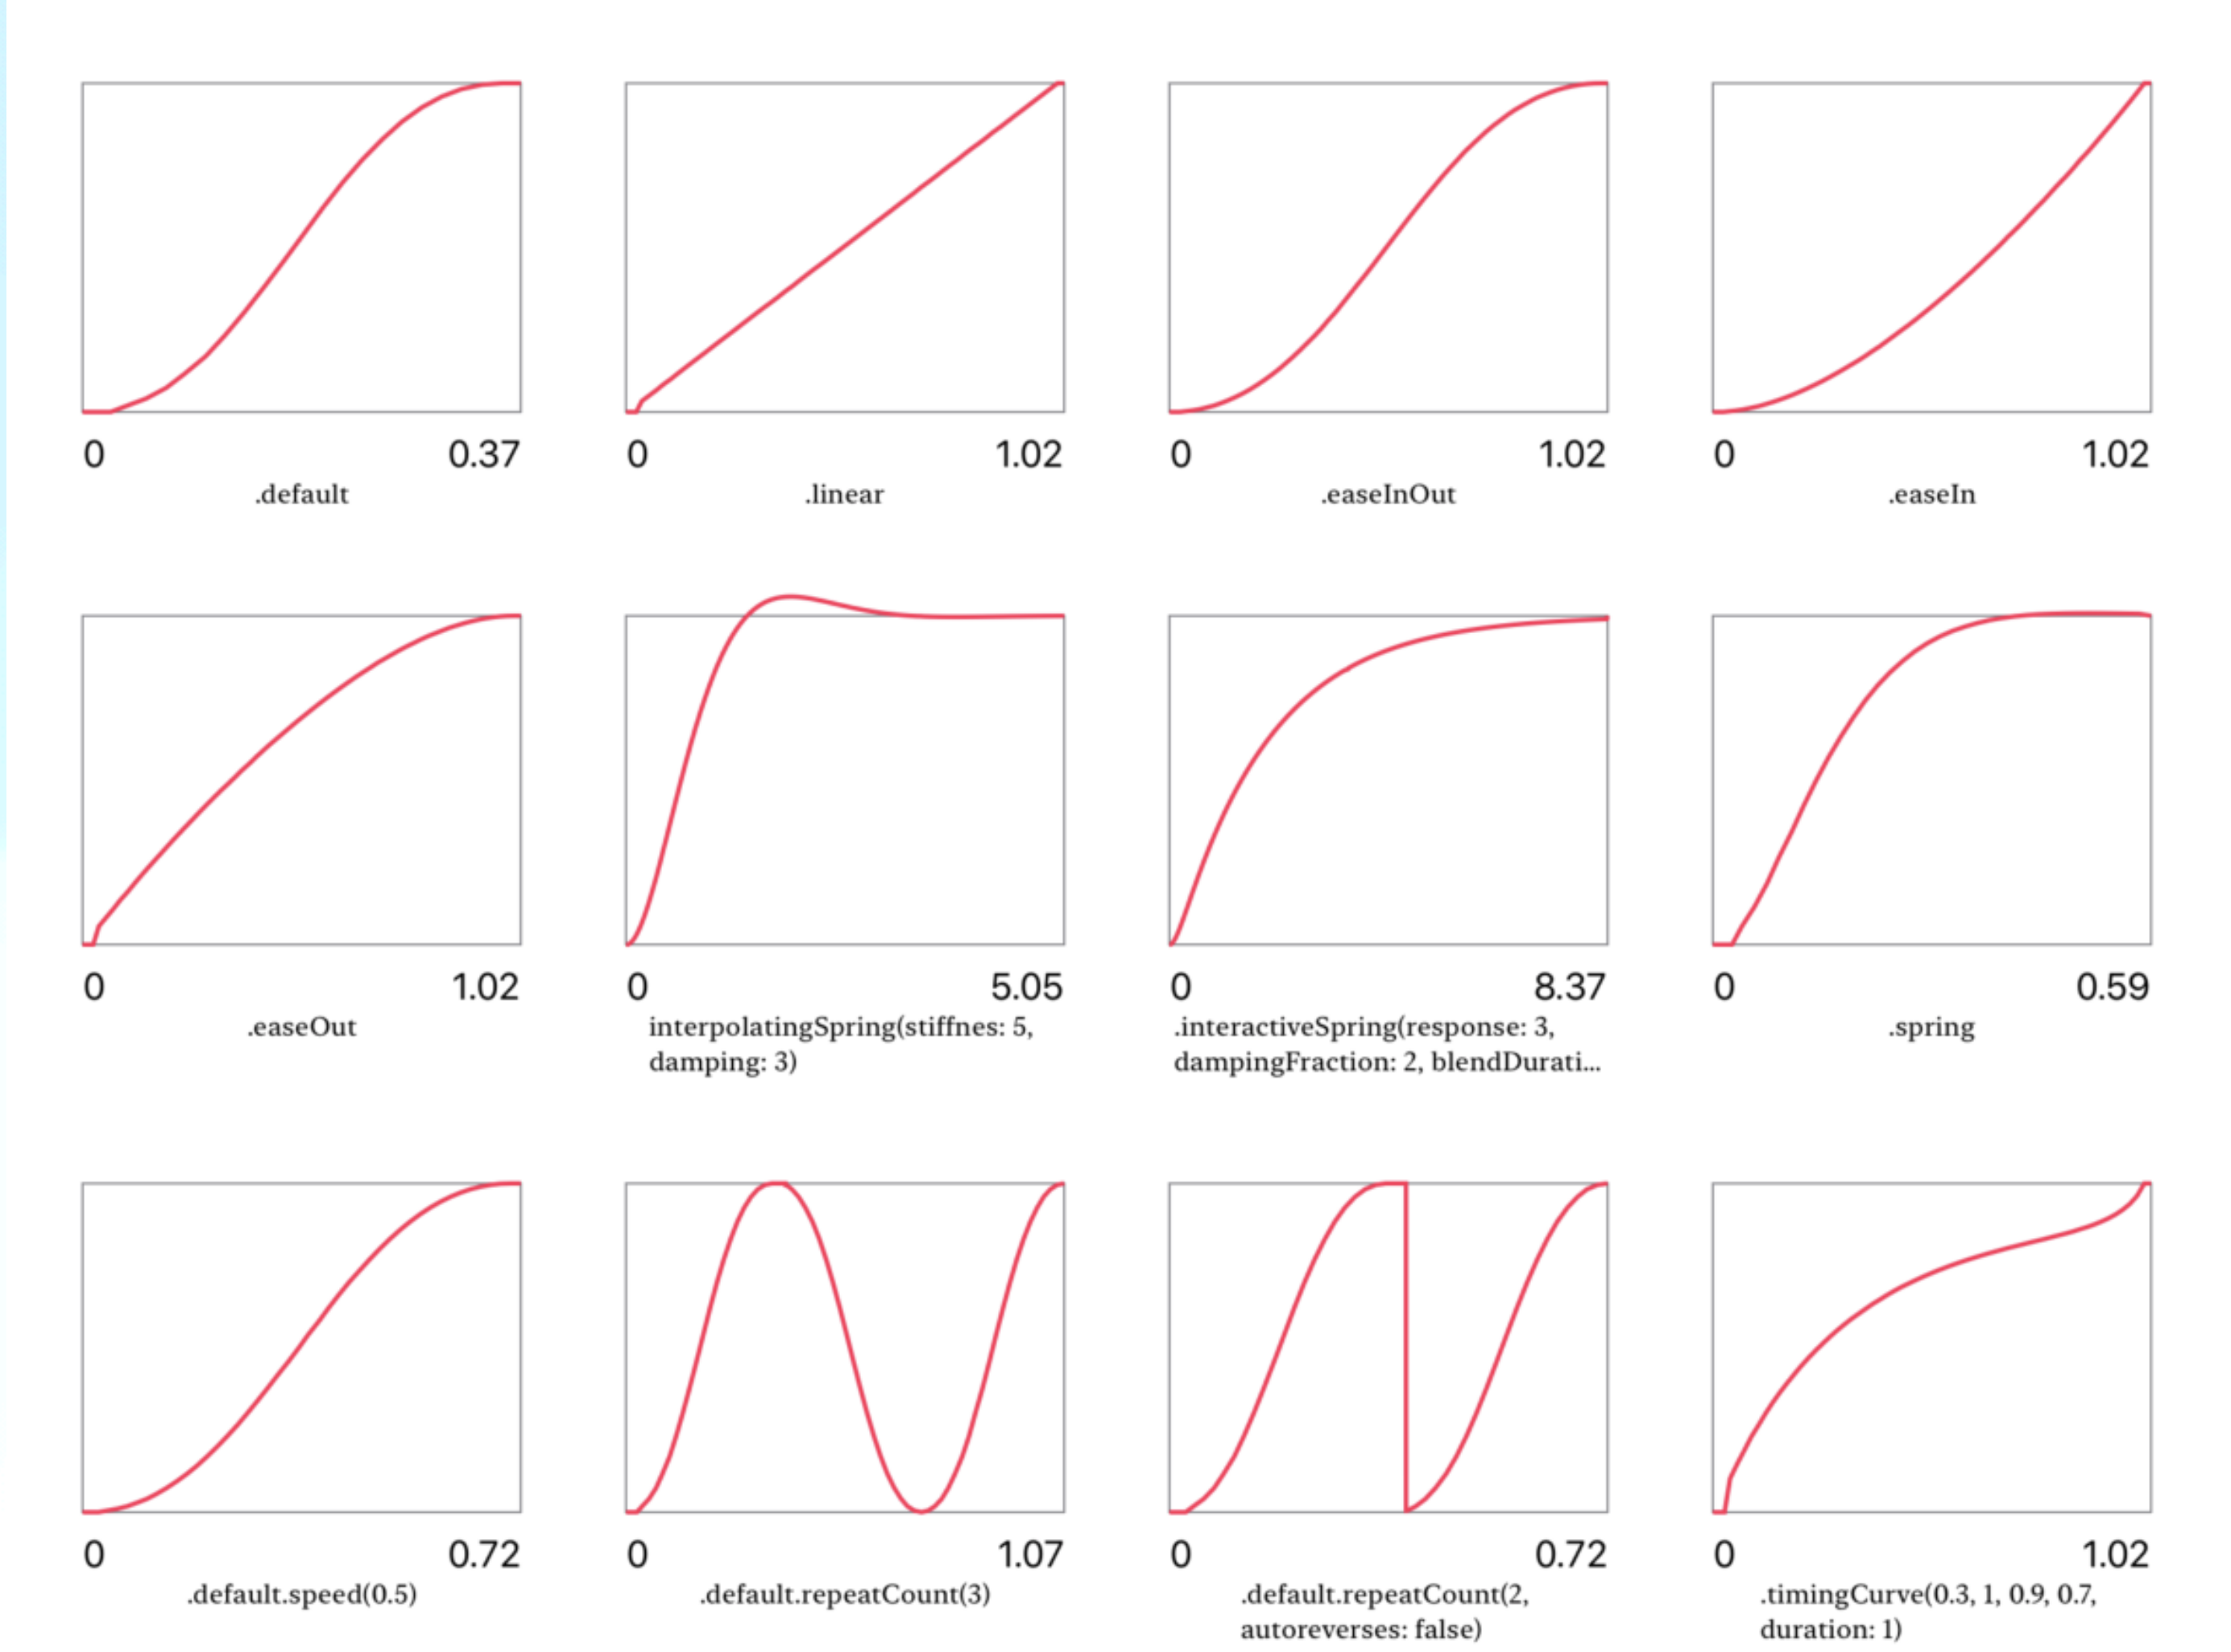 0 0.37
.default
0 1.02
.linear
0 1.02
.easeInOut
0 1.02
.easeIn
0 1.02
.easeOut
0 5.05
interpolatingSpring(stiffnes: 5,
damping: 3)
0 8.37
.interactiveSpring(response: 3,
dampingFraction: 2, blendDurati...
0 0.59
.spring
0 0.72
.default.speed(0.5)
0 1.07
.default.repeatCount(3)
0 0.72
.default.repeatCount(2,
autoreverses: false)
0 1.02
.timingCurve(0.3, 1, 0.9, 0.7,
duration: 1)